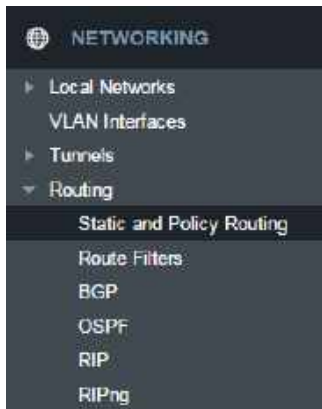 NETWORKING
Local Networks
VLAN Interfaces
Tunnels
Routing
Static and Policy Routing
Route Filters
BGP
OSPF
RIP
RIPng